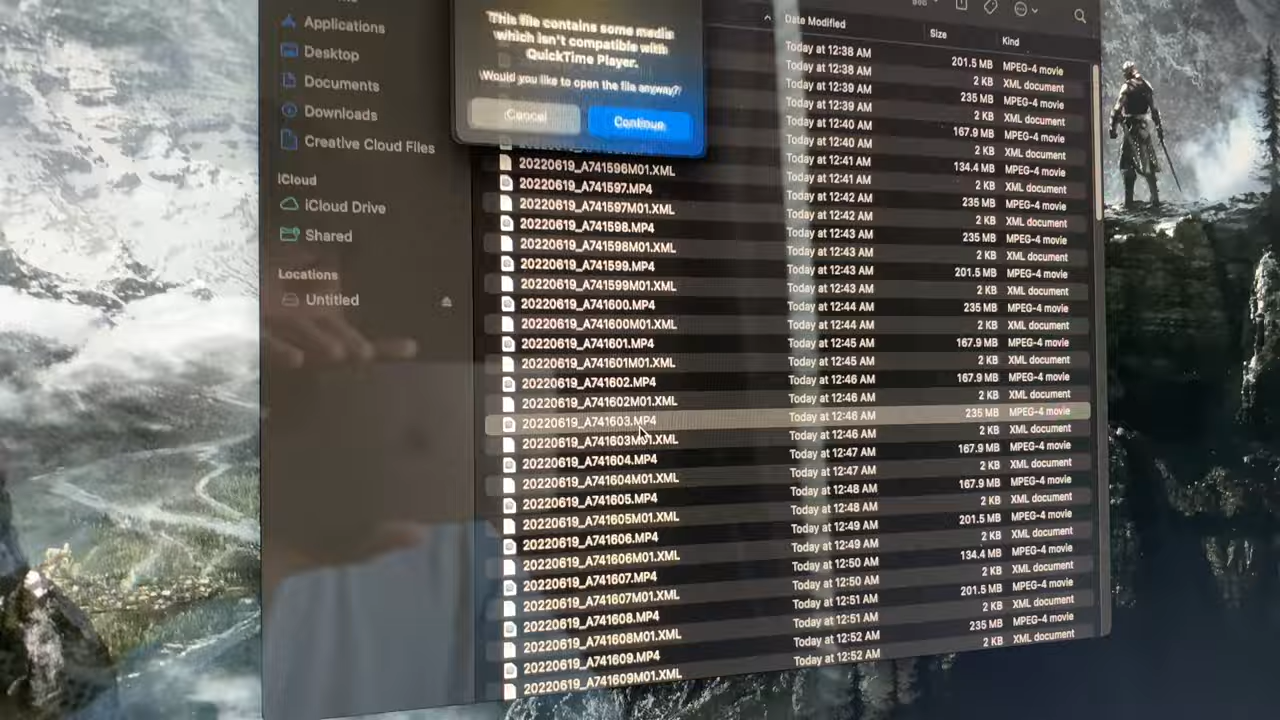 Applications
Desktop
Documents
Downloads
Creative Cloud Files
iCloud
iCloud Drive
Shared
Locations
Untitled
This file contains some media
which isn't compatible with
QuickTime Player.
Would you like to open the file anyway?
Cancel
Continue
Date Modified
Size
Kind
Today at 12:38 AM
201.5 MB MPEG-4 movie
Today at 12:38 AM
2 KB XML document
Today at 12:39 AM
235 MB MPEG-4 movie
Today at 12:39 AM
2 KB XML document
Today at 12:40 AM
167.9 MB MPEG-4 movie
Today at 12:40 AM
2 KB XML document
Today at 12:41 AM
134.4 MB MPEG-4 movie
20220619_A741596M01.XML Today at 12:41 AM 2 KB XML document
20220619_A741597.MP4 Today at 12:42 AM 235 MB MPEG-4 movie
20220619_A741597M01.XML Today at 12:42 AM 2 KB XML document
20220619_A741598.MP4 Today at 12:43 AM 235 MB MPEG-4 movie
20220619_A741598M01.XML Today at 12:43 AM 2 KB XML document
20220619_A741599.MP4 Today at 12:43 AM 201.5 MB MPEG-4 movie
20220619_A741599M01.XML Today at 12:43 AM 2 KB XML document
20220619_A741600.MP4 Today at 12:44 AM 235 MB MPEG-4 movie
20220619_A741600M01.XML Today at 12:44 AM 2 KB XML document
20220619_A741601.MP4 Today at 12:45 AM 167.9 MB MPEG-4 movie
20220619_A741601M01.XML Today at 12:45 AM 2 KB XML document
20220619_A741602.MP4 Today at 12:46 AM 167.9 MB MPEG-4 movie
20220619_A741602M01.XML Today at 12:46 AM 2 KB XML document
20220619_A741603.MP4 Today at 12:46 AM 235 MB MPEG-4 movie
20220619_A741603M01.XML Today at 12:46 AM 2 KB XML document
20220619_A741604.MP4 Today at 12:47 AM 167.9 MB MPEG-4 movie
20220619_A741604M01.XML Today at 12:47 AM 2 KB XML document
20220619_A741605.MP4 Today at 12:48 AM 167.9 MB MPEG-4 movie
20220619_A741605M01.XML Today at 12:48 AM 2 KB XML document
20220619_A741606.MP4 Today at 12:49 AM 201.5 MB MPEG-4 movie
20220619_A741606M01.XML Today at 12:49 AM 2 KB XML document
20220619_A741607.MP4 Today at 12:50 AM 134.4 MB MPEG-4 movie
20220619_A741607M01.XML Today at 12:50 AM 2 KB XML document
20220619_A741608.MP4 Today at 12:51 AM 201.5 MB MPEG-4 movie
20220619_A741608M01.XML Today at 12:51 AM 2 KB XML document
20220619_A741609.MP4 Today at 12:52 AM 235 MB MPEG-4 movie
20220619_A741609M01.XML Today at 12:52 AM 2 KB XML document